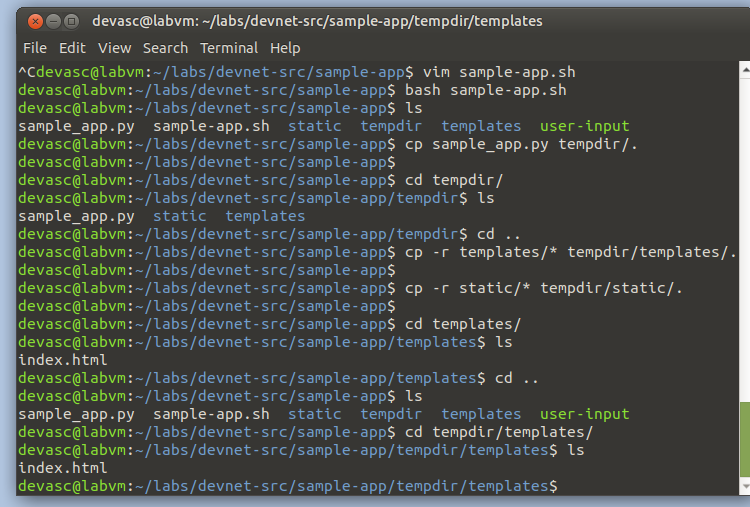 devasc@labvm: ~/labs/devnet-src/sample-app/tempdir/templates
File Edit View Search Terminal Help
^Cdevasc@labvm:~/labs/devnet-src/sample-app$ vim sample-app.sh
devasc@labvm:~/labs/devnet-src/sample-app$ bash sample-app.sh
devasc@labvm:~/labs/devnet-src/sample-app$ ls
sample_app.py  sample-app.sh  static  tempdir  templates  user-input
devasc@labvm:~/labs/devnet-src/sample-app$ cp sample_app.py tempdir/.
devasc@labvm:~/labs/devnet-src/sample-app$
devasc@labvm:~/labs/devnet-src/sample-app$ cd tempdir/
devasc@labvm:~/labs/devnet-src/sample-app/tempdir$ ls
sample_app.py  static  templates
devasc@labvm:~/labs/devnet-src/sample-app/tempdir$ cd ..
devasc@labvm:~/labs/devnet-src/sample-app$ cp -r templates/* tempdir/templates/.
devasc@labvm:~/labs/devnet-src/sample-app$
devasc@labvm:~/labs/devnet-src/sample-app$ cp -r static/* tempdir/static/.
devasc@labvm:~/labs/devnet-src/sample-app$
devasc@labvm:~/labs/devnet-src/sample-app$ cd templates/
devasc@labvm:~/labs/devnet-src/sample-app/templates$ ls
index.html
devasc@labvm:~/labs/devnet-src/sample-app/templates$ cd ..
devasc@labvm:~/labs/devnet-src/sample-app$ ls
sample_app.py  sample-app.sh  static  tempdir  templates  user-input
devasc@labvm:~/labs/devnet-src/sample-app$ cd tempdir/templates/
devasc@labvm:~/labs/devnet-src/sample-app/tempdir/templates$ ls
index.html
devasc@labvm:~/labs/devnet-src/sample-app/tempdir/templates$